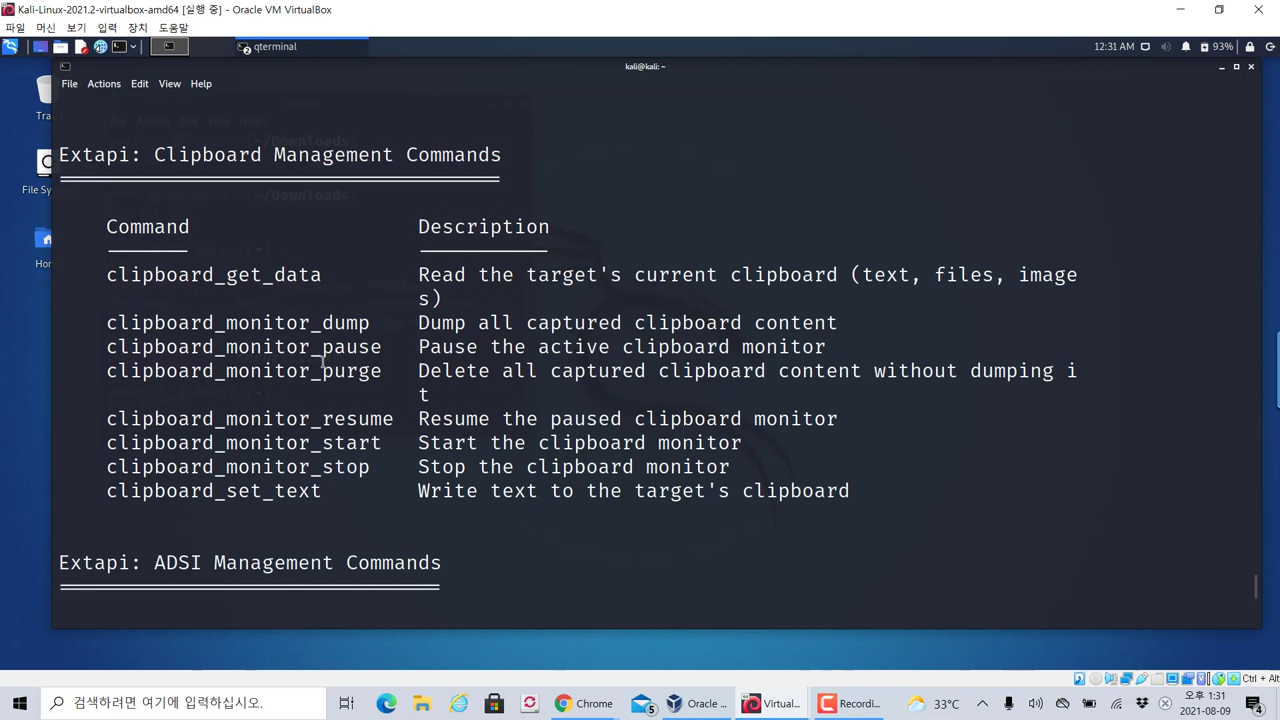 Kali-Linux-2021.2-virtualbox-amd64 [실행 중] - Oracle VM VirtualBox
파일 머신 보기 입력 장치 도움말
qterminal 12:31 AM 93%
kali@kali: ~
File Actions Edit View Help
Extapi: Clipboard Management Commands
Command Description
clipboard_get_data Read the target's current clipboard (text, files, image
s)
clipboard_monitor_dump Dump all captured clipboard content
clipboard_monitor_pause Pause the active clipboard monitor
clipboard_monitor_purge Delete all captured clipboard content without dumping i
t
clipboard_monitor_resume Resume the paused clipboard monitor
clipboard_monitor_start Start the clipboard monitor
clipboard_monitor_stop Stop the clipboard monitor
clipboard_set_text Write text to the target's clipboard
Extapi: ADSI Management Commands
Tra
File Sy
Hor
Ctrl + Alt
검색하려면 여기에 입력하십시오.
5
Chrome
Oracle ...
Virtual...
Recordi...
33℃
오후 1:31
2021-08-09
4